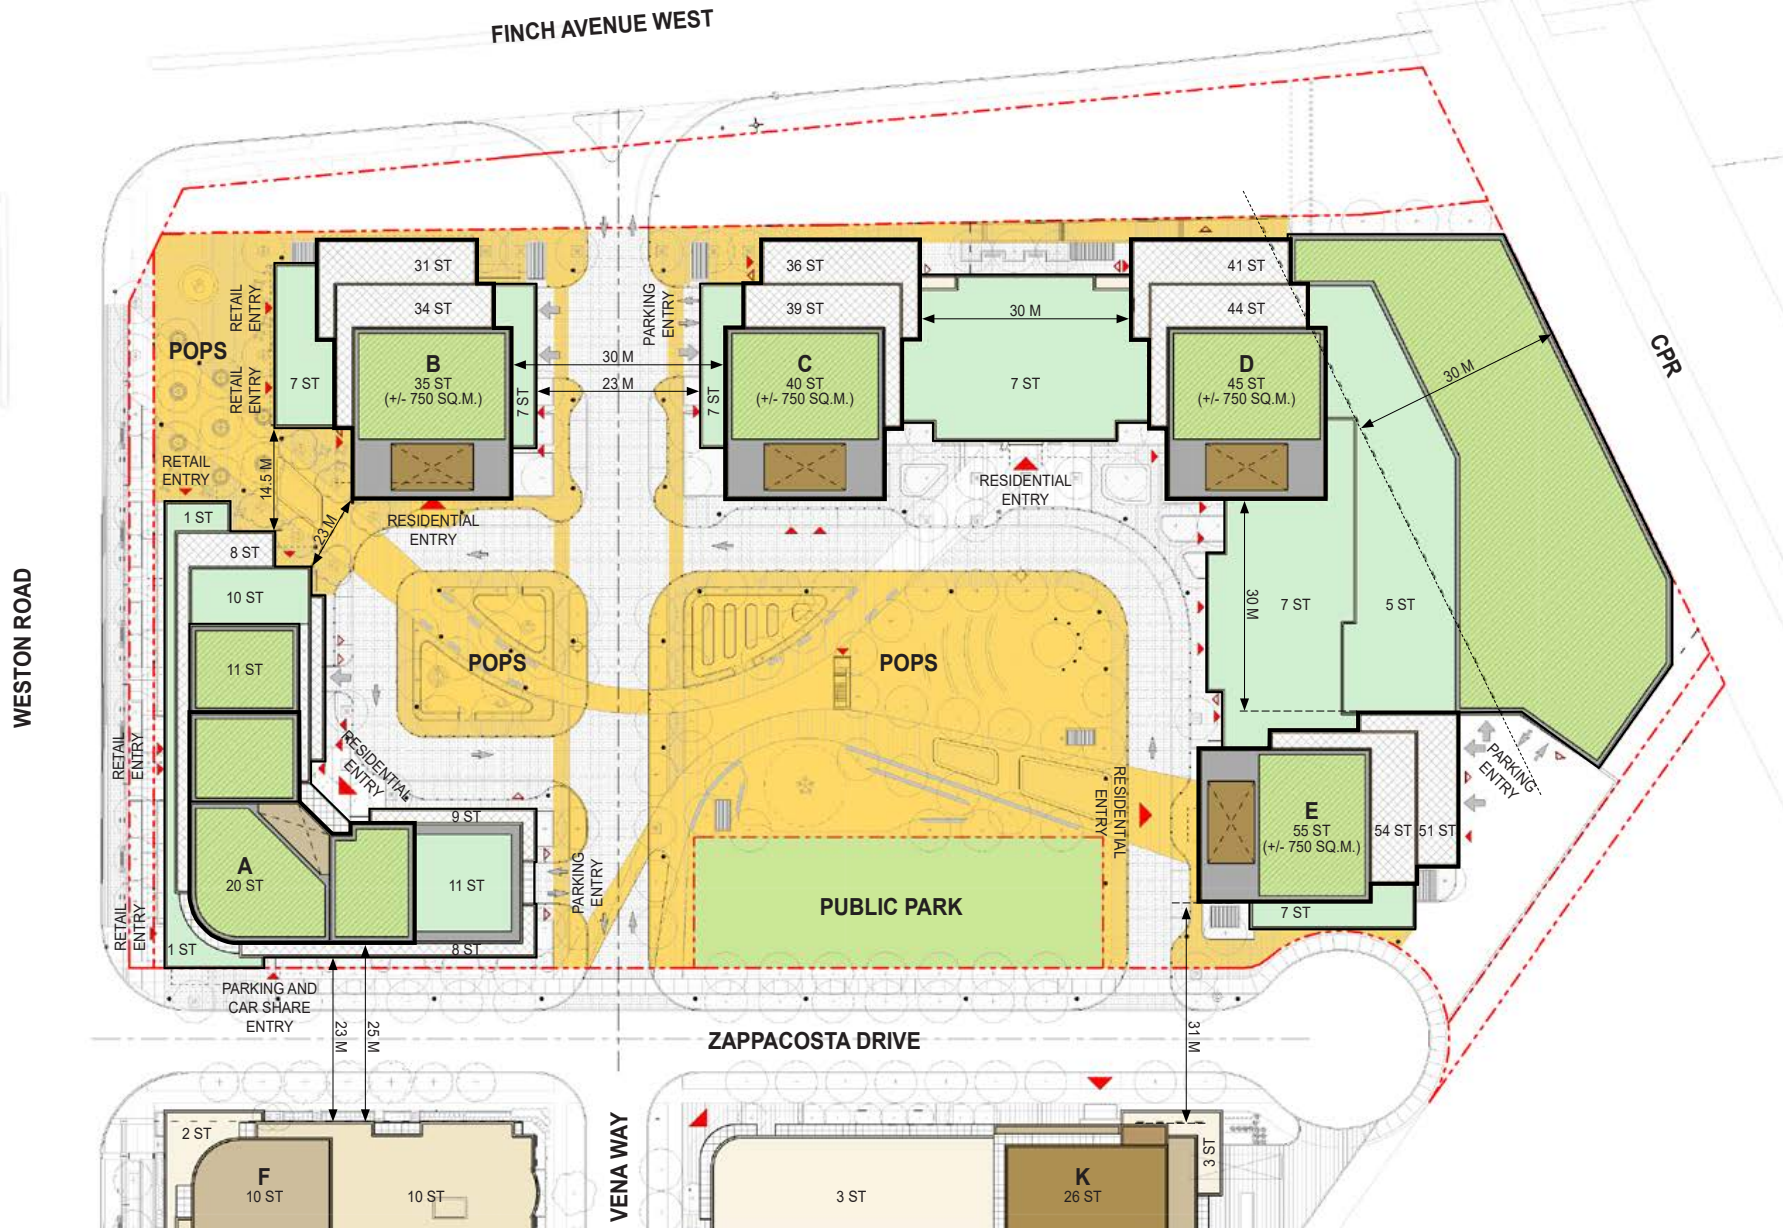 FINCH AVENUE WEST
31 ST
34 ST
B
35 ST
(+/- 750 SQ.M.)
7 ST
7 ST
RETAIL
ENTRY
RETAIL
ENTRY
POPS
RETAIL
ENTRY
14.5 M
23 M
RESIDENTIAL
ENTRY
PARKING
ENTRY
30 M
23 M
36 ST
39 ST
C
40 ST
(+/- 750 SQ.M.)
7 ST
30 M
7 ST
RESIDENTIAL
ENTRY
41 ST
44 ST
D
45 ST
(+/- 750 SQ.M.)
30 M
CPR
WESTON ROAD
1 ST
8 ST
10 ST
11 ST
A
20 ST
1 ST
9 ST
11 ST
8 ST
RETAIL
ENTRY
RETAIL
ENTRY
RESIDENTIAL
ENTRY
PARKING
ENTRY
POPS
POPS
PUBLIC PARK
30 M
7 ST
5 ST
RESIDENTIAL
ENTRY
E
55 ST
(+/- 750 SQ.M.)
54 ST
51 ST
7 ST
PARKING
ENTRY
PARKING AND
CAR SHARE
ENTRY
23 M
25 M
31 M
ZAPPACOSTA DRIVE
VENA WAY
2 ST
F
10 ST
10 ST
3 ST
K
26 ST
3 ST